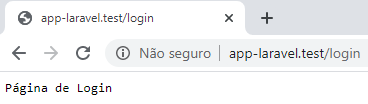 app-laravel.test/login
Não seguro | app-laravel.test/login
Página de Login